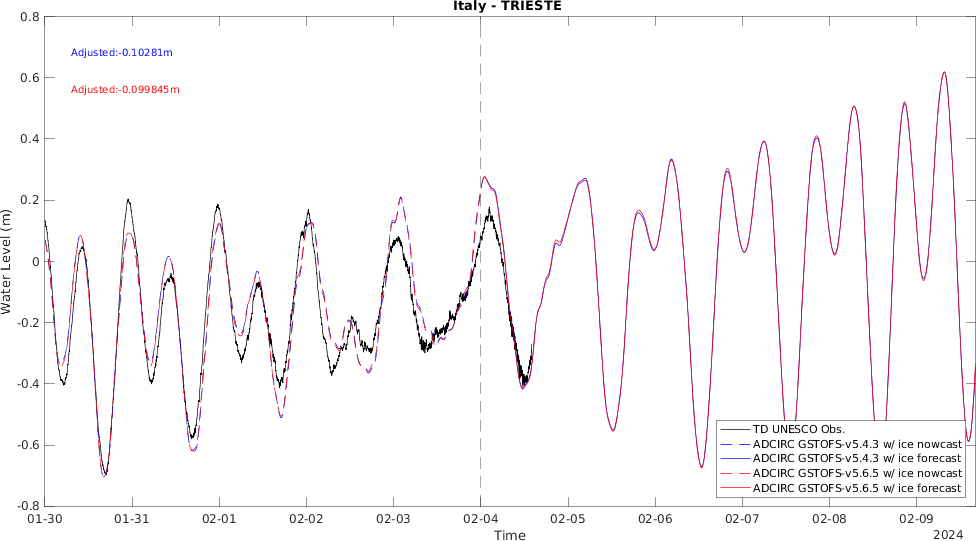 Italy - TRIESTE
0.8
0.6
0.4
0.2
0
-0.2
-0.4
-0.6
-0.8
Water Level (m)
Adjusted:-0.10281m
Adjusted:-0.099845m
TD UNESCO Obs.
ADCIRC GSTOFS-v5.4.3 w/ ice nowcast
ADCIRC GSTOFS-v5.4.3 w/ ice forecast
ADCIRC GSTOFS-v5.6.5 w/ ice nowcast
ADCIRC GSTOFS-v5.6.5 w/ ice forecast
01-30 01-31 02-01 02-02 02-03 02-04 02-05 02-06 02-07 02-08 02-09
Time
2024